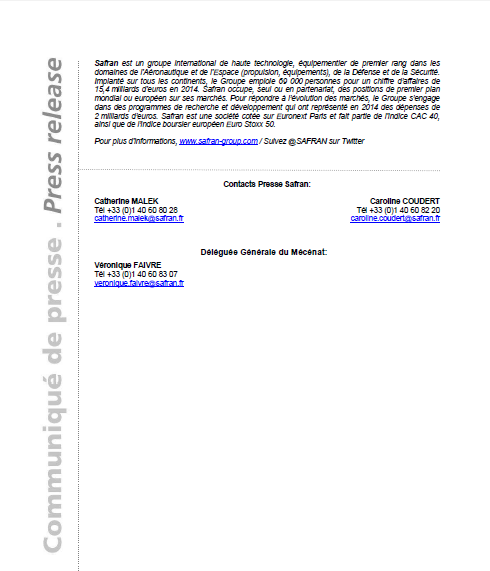 Communiqué de presse . Press release
Safran est un groupe international de haute technologie, équipementier de premier rang dans les
domaines de l'Aéronautique et de l'Espace (propulsion, équipements), de la Défense et de la Sécurité.
Implanté sur tous les continents, le Groupe emploie 69 000 personnes pour un chiffre d'affaires de
15,4 milliards d'euros en 2014. Safran occupe, seul ou en partenariat, des positions de premier plan
mondial ou européen sur ses marchés. Pour répondre à l'évolution des marchés, le Groupe s'engage
dans des programmes de recherche et développement qui ont représenté en 2014 des dépenses de
2 milliards d'euros. Safran est une société cotée sur Euronext Paris et fait partie de l'indice CAC 40,
ainsi que de l'indice boursier européen Euro Stoxx 50.
Pour plus d'informations, www.safran-group.com / Suivez @SAFRAN sur Twitter
Contacts Presse Safran:
Catherine MALEK Caroline COUDERT
Tél +33 (0)1 40 60 80 28 Tél +33 (0)1 40 60 82 20
catherine.malek@safran.fr caroline.coudert@safran.fr
Déléguée Générale du Mécénat:
Véronique FAIVRE
Tél +33 (0)1 40 60 83 07
veronique.faivre@safran.fr